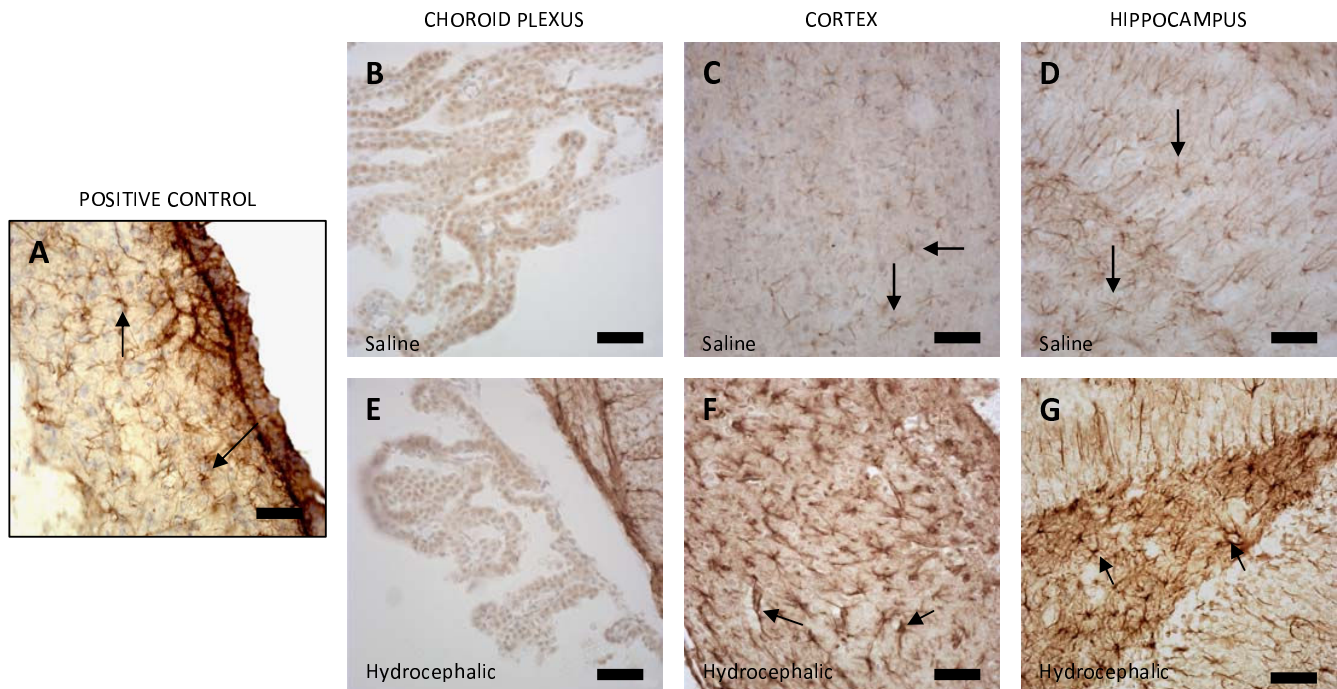 CHOROID PLEXUS
CORTEX
HIPPOCAMPUS
B
C
D
Saline
Saline
Saline
POSITIVE CONTROL
A
E
F
G
Hydrocephalic
Hydrocephalic
Hydrocephalic